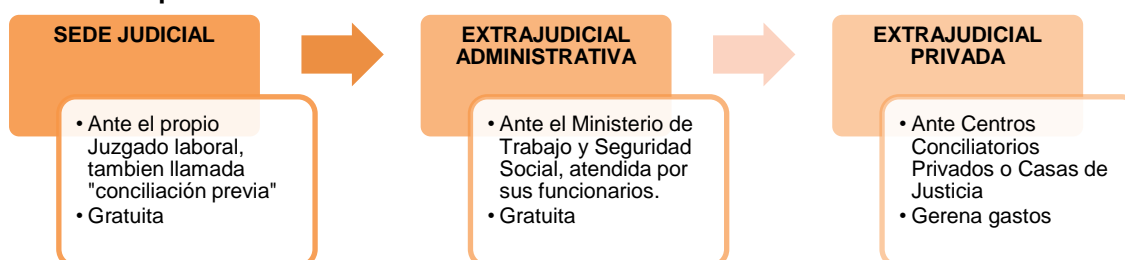 SEDE JUDICIAL
• Ante el propio
Juzgado laboral,
tambien llamada
"conciliación previa"
• Gratuita
EXTRAJUDICIAL
ADMINISTRATIVA
• Ante el Ministerio de
Trabajo y Seguridad
Social, atendida por
sus funcionarios.
• Gratuita
EXTRAJUDICIAL
PRIVADA
• Ante Centros
Conciliatorios
Privados o Casas de
Justicia
• Gerena gastos